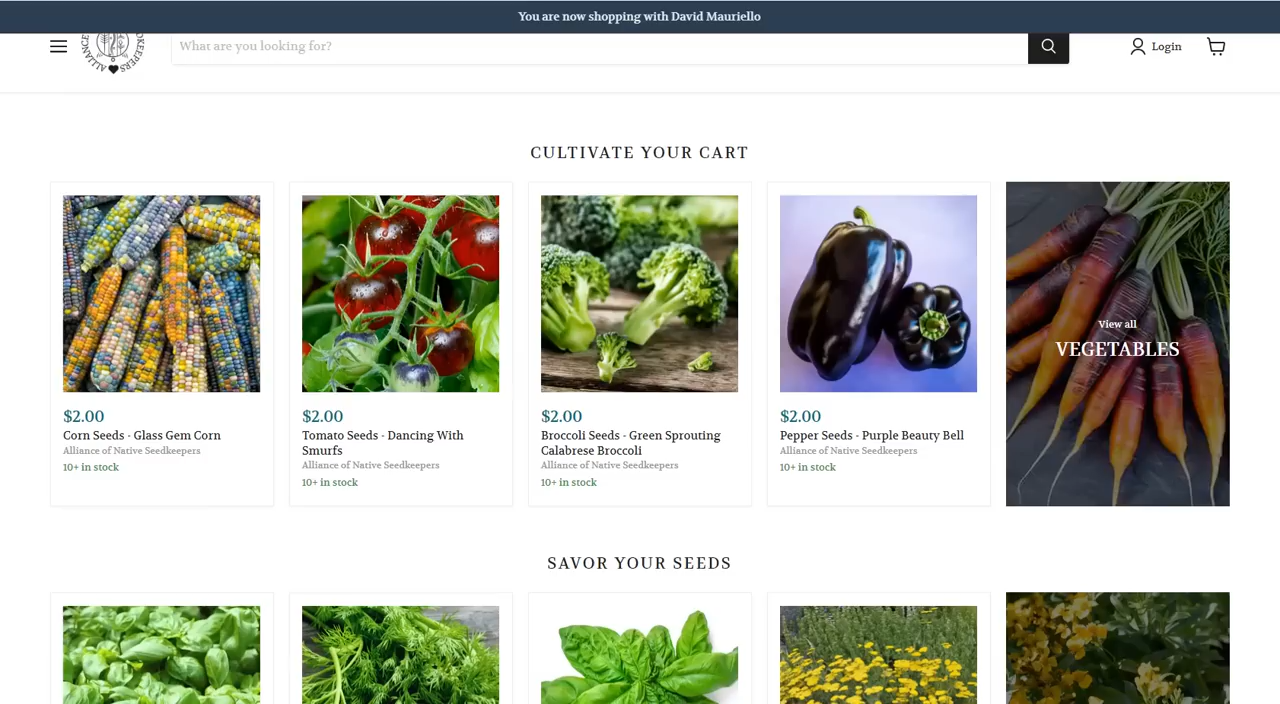 You are now shopping with David Mauriello
ALLIANCE
What are you looking for?
Login
CULTIVATE YOUR CART
View all
VEGETABLES
$2.00
Corn Seeds - Glass Gem Corn
Alliance of Native Seedkeepers
10+ in stock
$2.00
Tomato Seeds - Dancing With
Smurfs
Alliance of Native Seedkeepers
10+ in stock
$2.00
Broccoli Seeds - Green Sprouting
Calabrese Broccoli
Alliance of Native Seedkeepers
10+ in stock
$2.00
Pepper Seeds - Purple Beauty Bell
Alliance of Native Seedkeepers
10+ in stock
SAVOR YOUR SEEDS